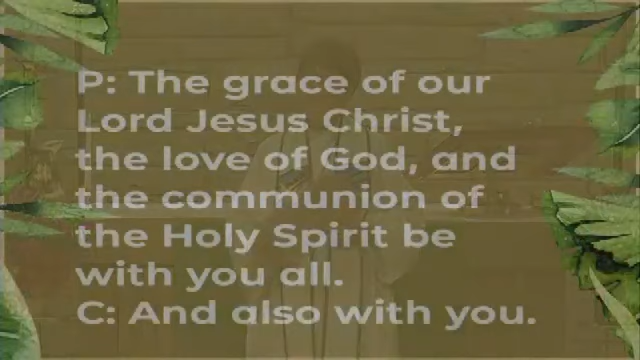 P: The grace of our
Lord Jesus Christ,
the love of God, and
the communion of
the Holy Spirit be
with you all.
C: And also with you.